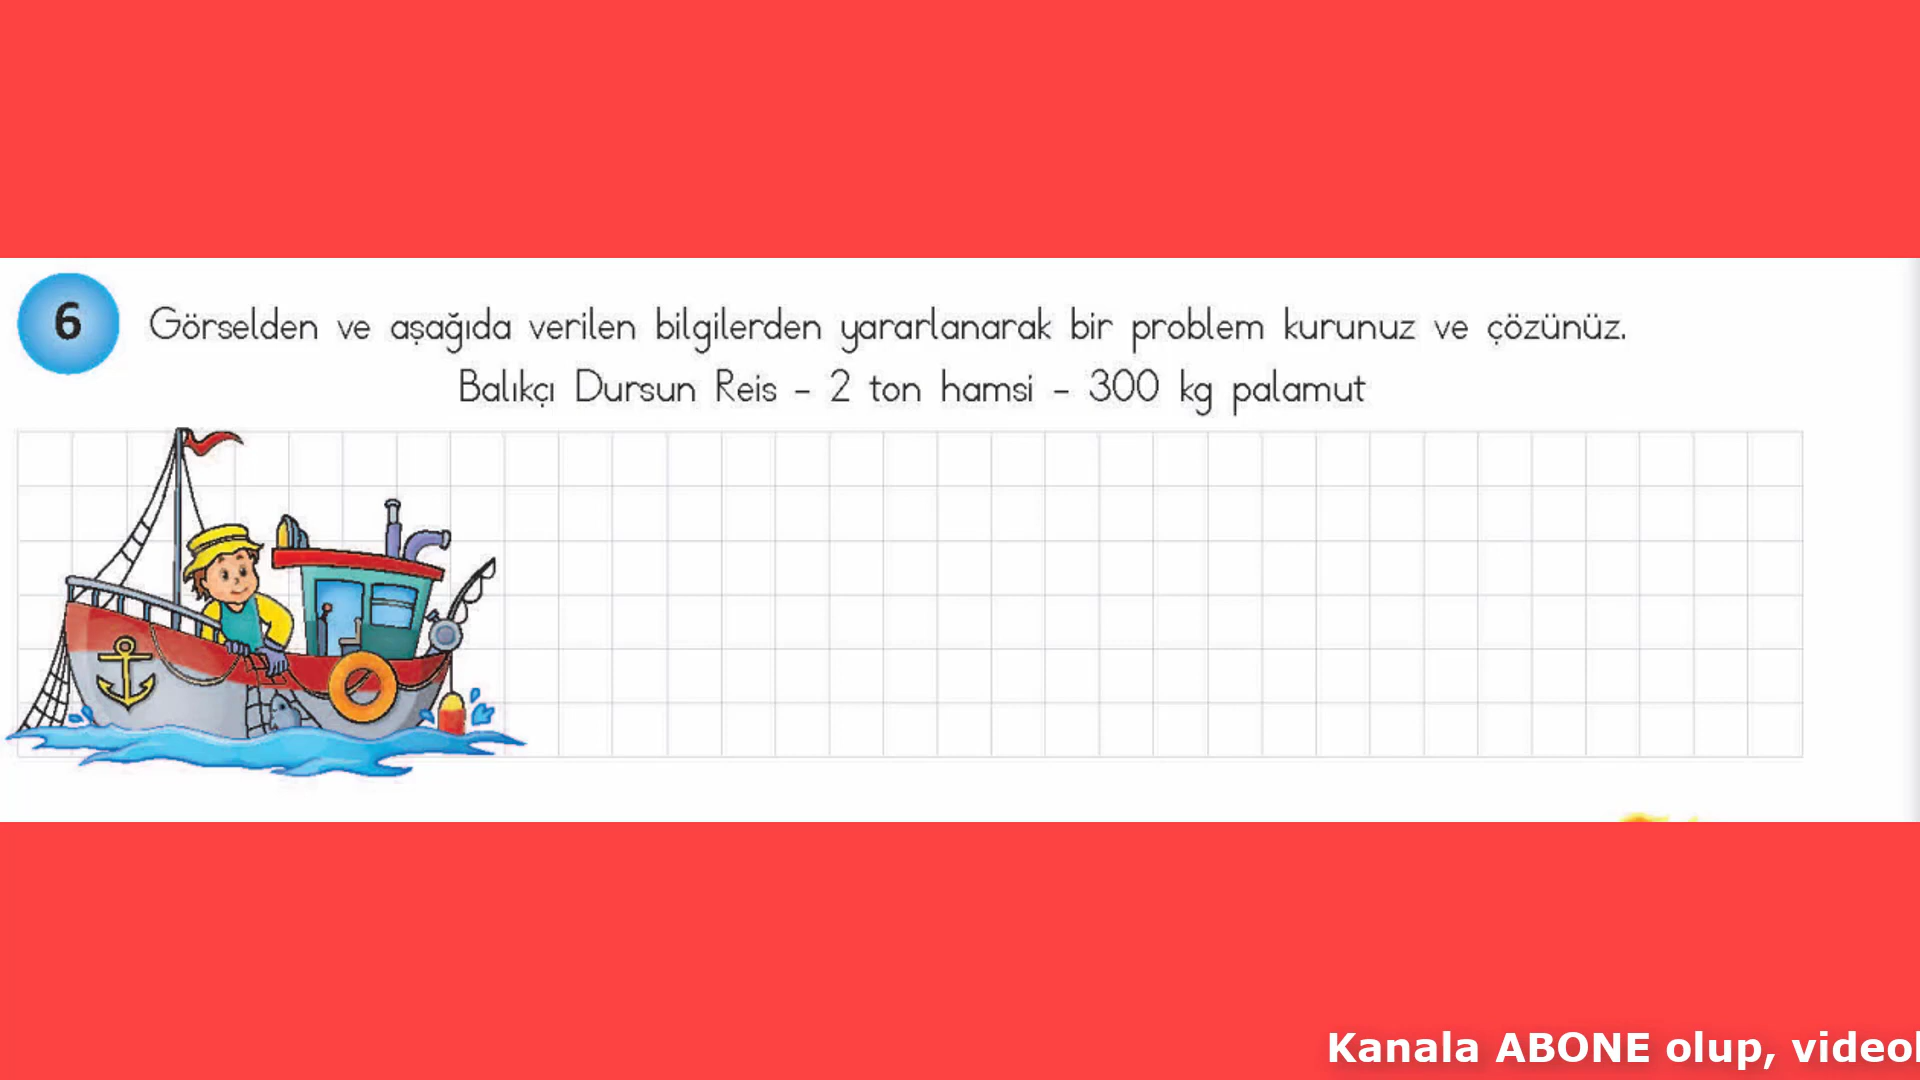 6
Görselden ve aşağıda verilen bilgilerden yararlanarak bir problem kurunuz ve çözünüz.
Balıkçı Dursun Reis - 2 ton hamsi - 300 kg palamut
Kanala ABONE olup, videol